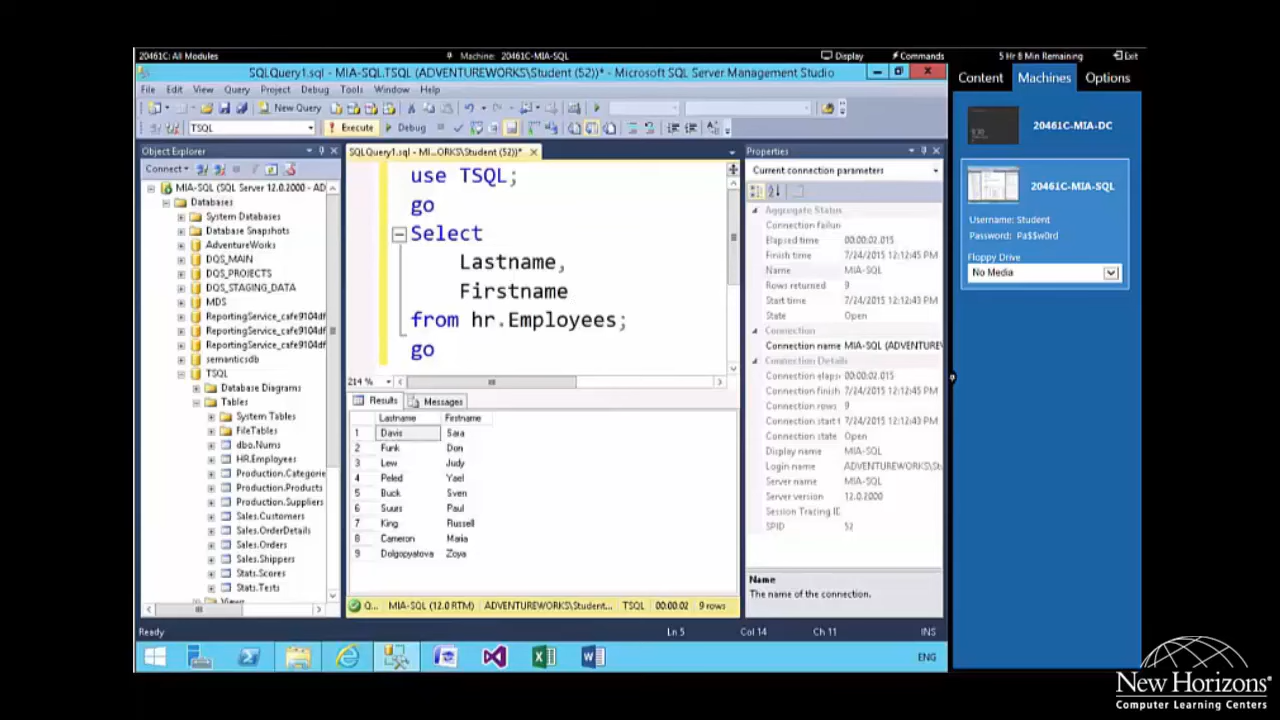 20461C: All Modules
Machine: 20461C-MIA-SQL
Display
Commands
5 Hr 8 Min Remaining
Exit
SQLQuery1.sql - MIA-SQL.TSQL (ADVENTUREWORKS\Student (52))* - Microsoft SQL Server Management Studio
File Edit View Query Project Debug Tools Window Help
New Query
TSQL
Execute
Debug
Object Explorer
Connect
MIA-SQL (SQL Server 12.0.2000 - AD
Databases
System Databases
Database Snapshots
AdventureWorks
DQS_MAIN
DQS_PROJECTS
DQS_STAGING_DATA
MDS
ReportingService_cafe9104df
ReportingService_cafe9104df
ReportingService_cafe9104df
semanticsdb
TSQL
Database Diagrams
Tables
System Tables
FileTables
dbo.Nums
HR.Employees
Production.Categorie
Production.Products
Production.Suppliers
Sales.Customers
Sales.OrderDetails
Sales.Orders
Sales.Shippers
Stats.Scores
Stats.Tests
Views
SQLQuery1.sql - MI...ORKS\Student (52))*
use TSQL;
go
Select
Lastname,
Firstname
from hr.Employees;
go
214 %
Results
Messages
Lastname Firstname
1 Davis Sara
2 Funk Don
3 Lew Judy
4 Peled Yael
5 Buck Sven
6 Suurs Paul
7 King Russell
8 Cameron Maria
9 Dolgopyatova Zoya
Q... MIA-SQL (12.0 RTM) ADVENTUREWORKS\Student... TSQL 00:00:02 9 rows
Properties
Current connection parameters
Aggregate Status
Connection failure
Elapsed time 00:00:02.015
Finish time 7/24/2015 12:12:45 PM
Name MIA-SQL
Rows returned 9
Start time 7/24/2015 12:12:43 PM
State Open
Connection
Connection name MIA-SQL (ADVENTUREW
Connection Details
Connection elaps 00:00:02.015
Connection finish 7/24/2015 12:12:45 PM
Connection rows 9
Connection start t 7/24/2015 12:12:43 PM
Connection state Open
Display name MIA-SQL
Login name ADVENTUREWORKS\St
Server name MIA-SQL
Server version 12.0.2000
Session Tracing ID
SPID 52
Name
The name of the connection.
Ready
Ln 5
Col 14
Ch 11
INS
ENG
Content
Machines
Options
20461C-MIA-DC
20461C-MIA-SQL
Username: Student
Password: Pa$$w0rd
Floppy Drive
No Media
New Horizons®
Computer Learning Centers